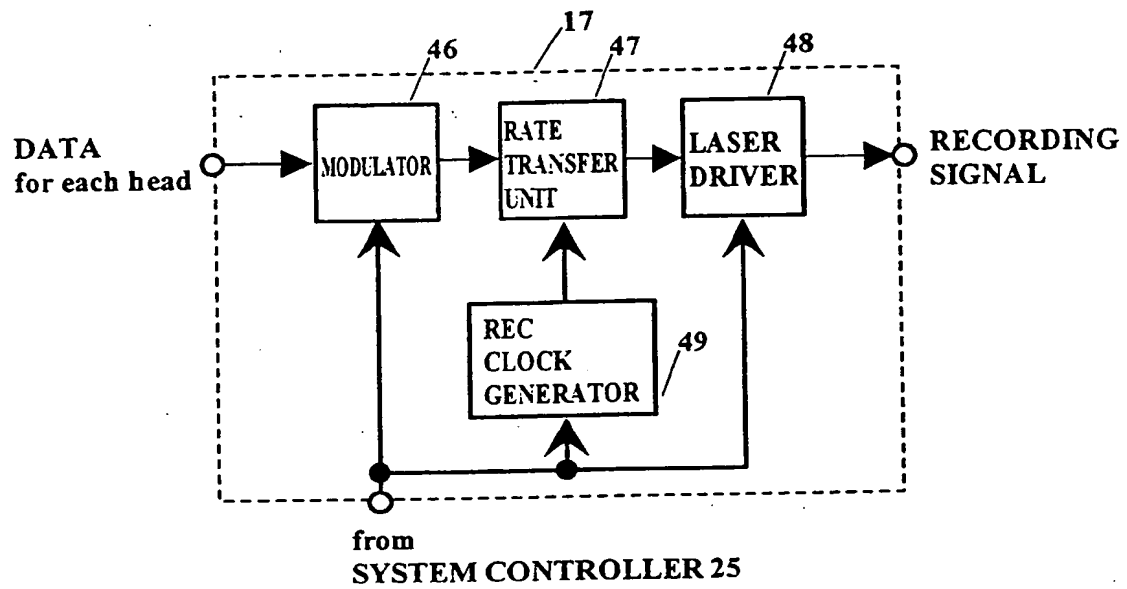 17
46
47
48
DATA
for each head
MODULATOR
RATE
TRANSFER
UNIT
LASER
DRIVER
RECORDING
SIGNAL
REC
CLOCK
GENERATOR
49
from
SYSTEM CONTROLLER 25